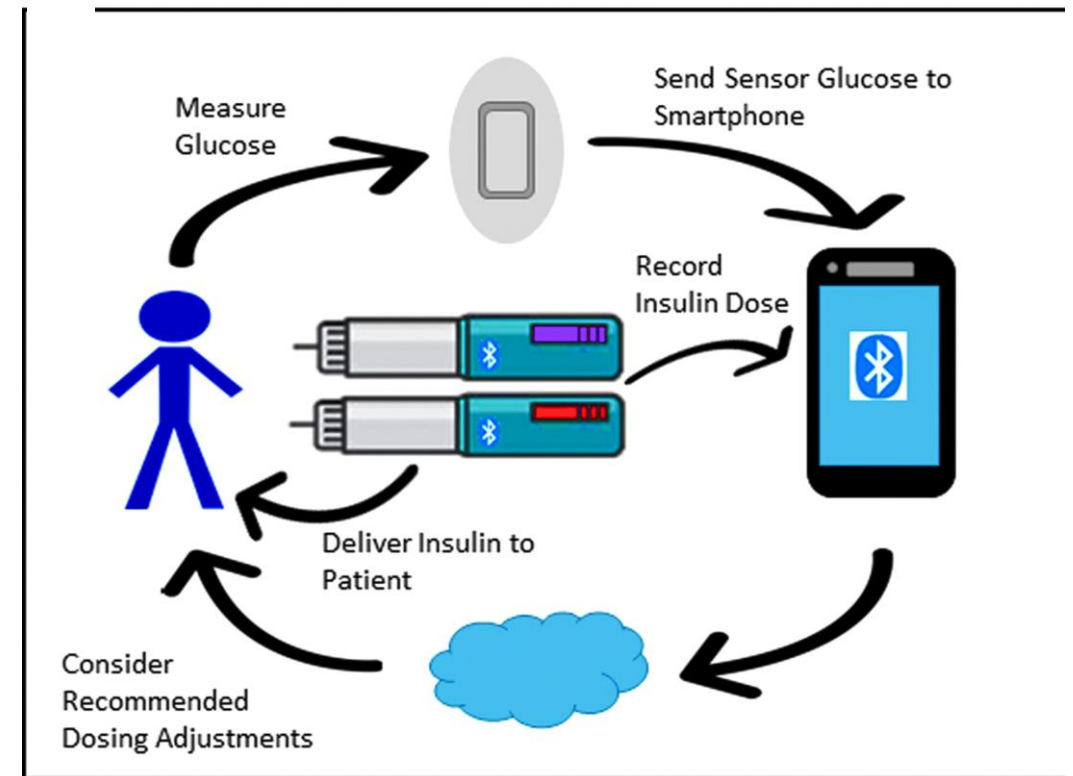 Measure
Glucose
Send Sensor Glucose to
Smartphone
Record
Insulin Dose
Deliver Insulin to
Patient
Consider
Recommended
Dosing Adjustments